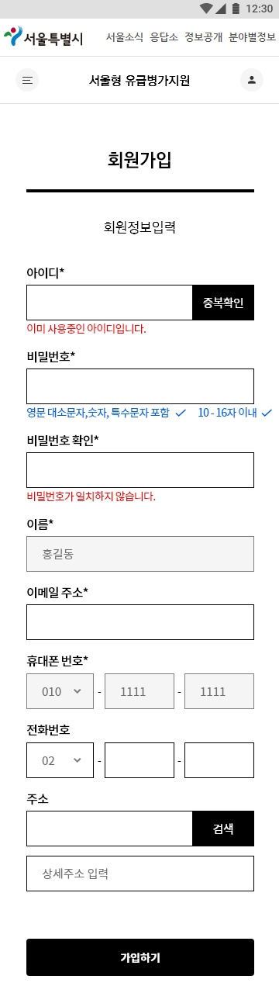 12:30
서울특별시 서울소식 응답소 정보공개 분야별정보
서울형 유급병가지원
회원가입
회원정보입력
아이디*
중복확인
이미 사용중인 아이디입니다.
비밀번호*
영문 대소문자,숫자, 특수문자 포함 10 - 16자 이내
비밀번호 확인*
비밀번호가 일치하지 않습니다.
이름*
홍길동
이메일 주소*
휴대폰 번호*
010 - 1111 - 1111
전화번호
02 - -
주소
검색
상세주소 입력
가입하기